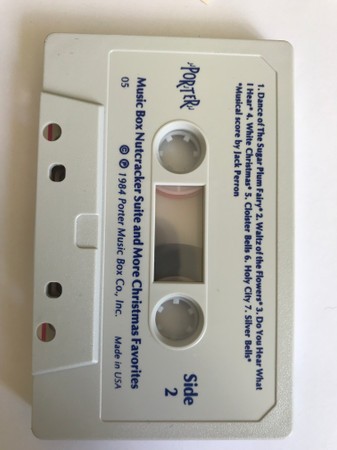 1. Dance of The Sugar Plum Fairy* 2. Waltz of the Flowers* 3. Do You Hear What
I Hear* 4. White Christmas* 5. Cloister Bells 6. Holy City 7. Silver Bells*
*Musical score by Jack Perron
PORTER
Side
2
Music Box Nutcracker Suite and More Christmas Favorites
05
© ℗ 1984 Porter Music Box Co., Inc.
Made in USA